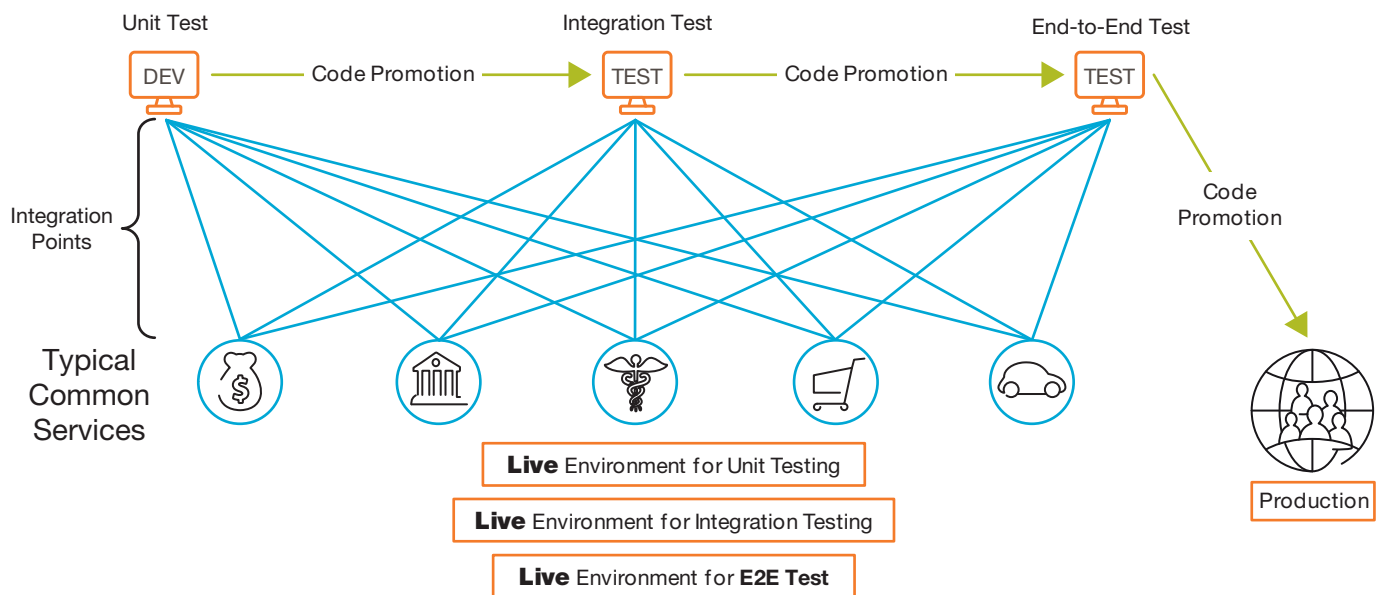 Unit Test
Integration Test
End-to-End Test
DEV
Code Promotion
TEST
Code Promotion
TEST
Code
Promotion
Integration
Points
Typical
Common
Services
$
Live Environment for Unit Testing
Live Environment for Integration Testing
Live Environment for E2E Test
Production